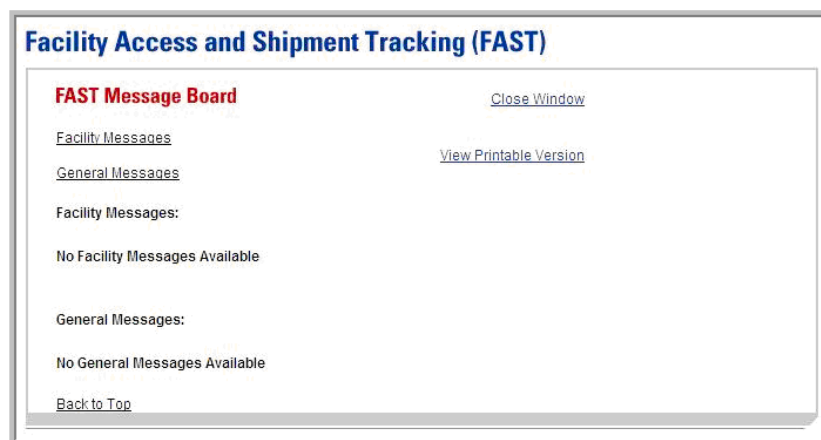 Facility Access and Shipment Tracking (FAST)
FAST Message Board
Close Window
Facility Messages
View Printable Version
General Messages
Facility Messages:
No Facility Messages Available
General Messages:
No General Messages Available
Back to Top